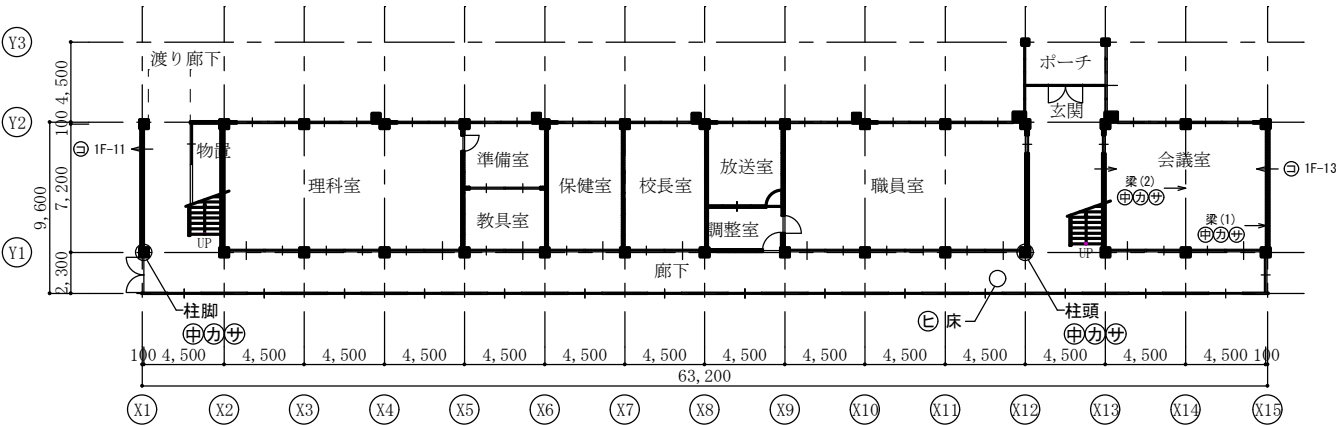 Y3
渡り廊下
ポーチ
4,500
玄関
Y2
100
㋙ 1F-11
物置
理科室
準備室
教具室
保健室
校長室
放送室
調整室
職員室
会議室
㋙ 1F-13
梁(2)
㊥㋕㋚
梁(1)
㊥㋕㋚
7,200
9,600
UP
UP
Y1
廊下
2,300
柱脚
㊥㋕㋚
㋪ 床
柱頭
㊥㋕㋚
100 4,500 4,500 4,500 4,500 4,500 4,500 4,500 4,500 4,500 4,500 4,500 4,500 4,500 4,500 100
63,200
X1 X2 X3 X4 X5 X6 X7 X8 X9 X10 X11 X12 X13 X14 X15